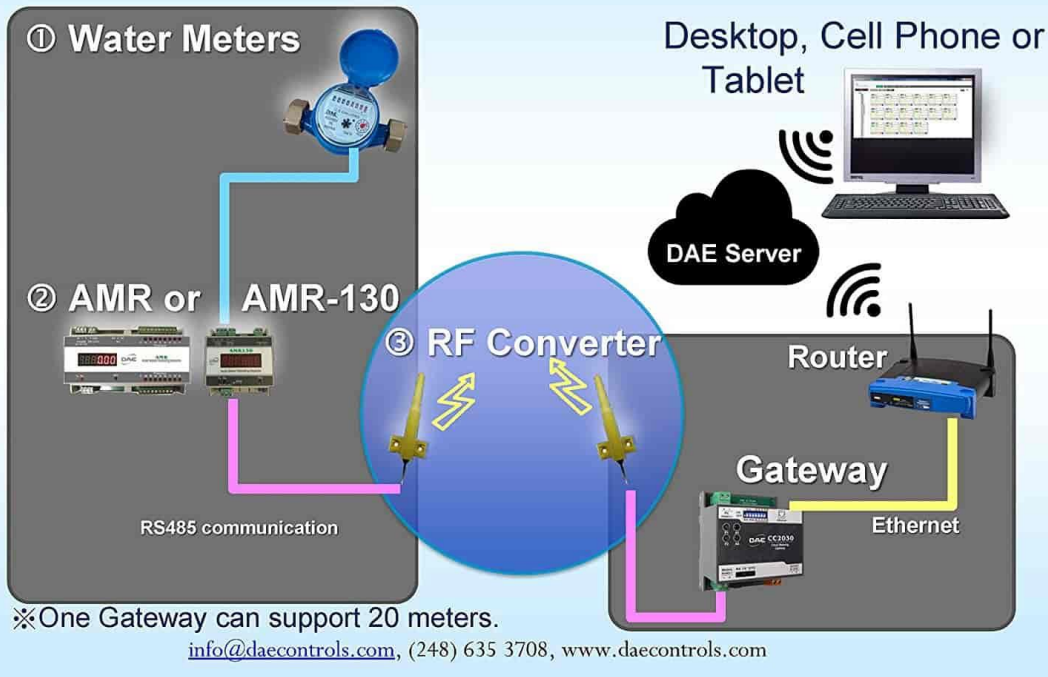 ① Water Meters
Desktop, Cell Phone or
Tablet
DAE Server
② AMR or AMR-130
③ RF Converter
Router
Gateway
DAE CC2030
RS485 communication
Ethernet
※One Gateway can support 20 meters.
info@daecontrols.com, (248) 635 3708, www.daecontrols.com